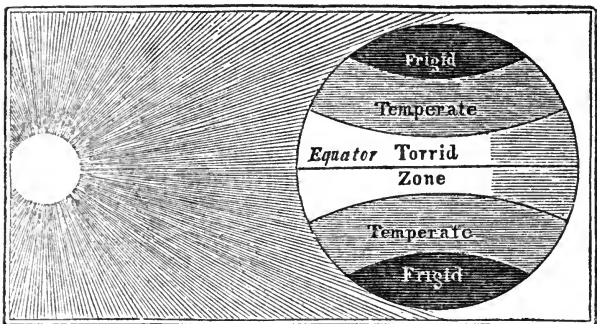 Frigid
Temperate
Equator Torrid
Zone
Temperate
Frigid